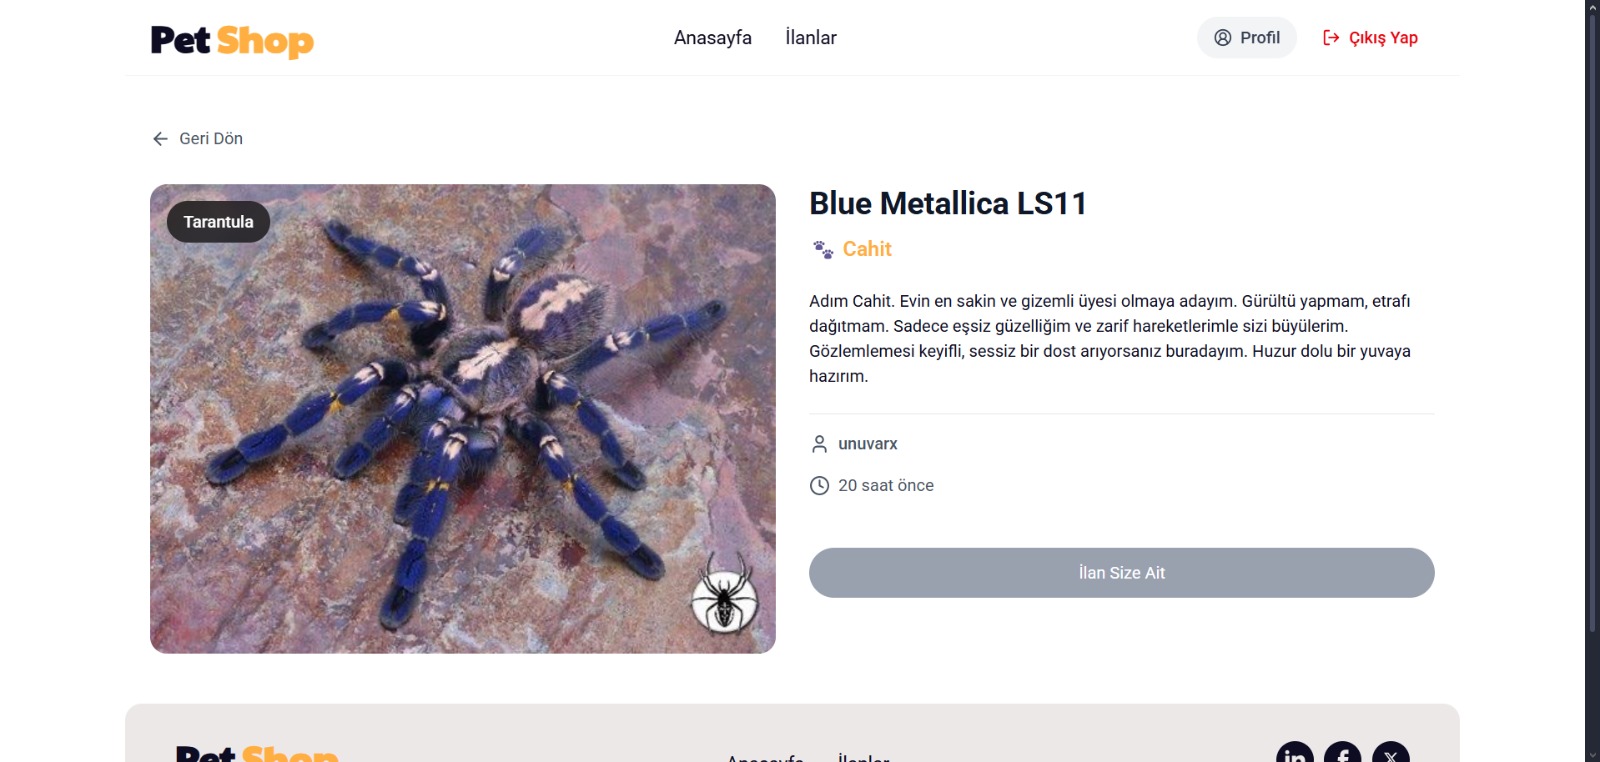 Pet Shop
Anasayfa
İlanlar
Profil
Çıkış Yap
Geri Dön
Tarantula
Blue Metallica LS11
Cahit
Adım Cahit. Evin en sakin ve gizemli üyesi olmaya adayım. Gürültü yapmam, etrafı
dağıtmam. Sadece eşsiz güzelliğim ve zarif hareketlerimle sizi büyülerim.
Gözlemlemesi keyifli, sessiz bir dost arıyorsanız buradayım. Huzur dolu bir yuvaya
hazırım.
unuvarx
20 saat önce
İlan Size Ait
Pet Shop
Anasayfa
İlanlar
in
f
X